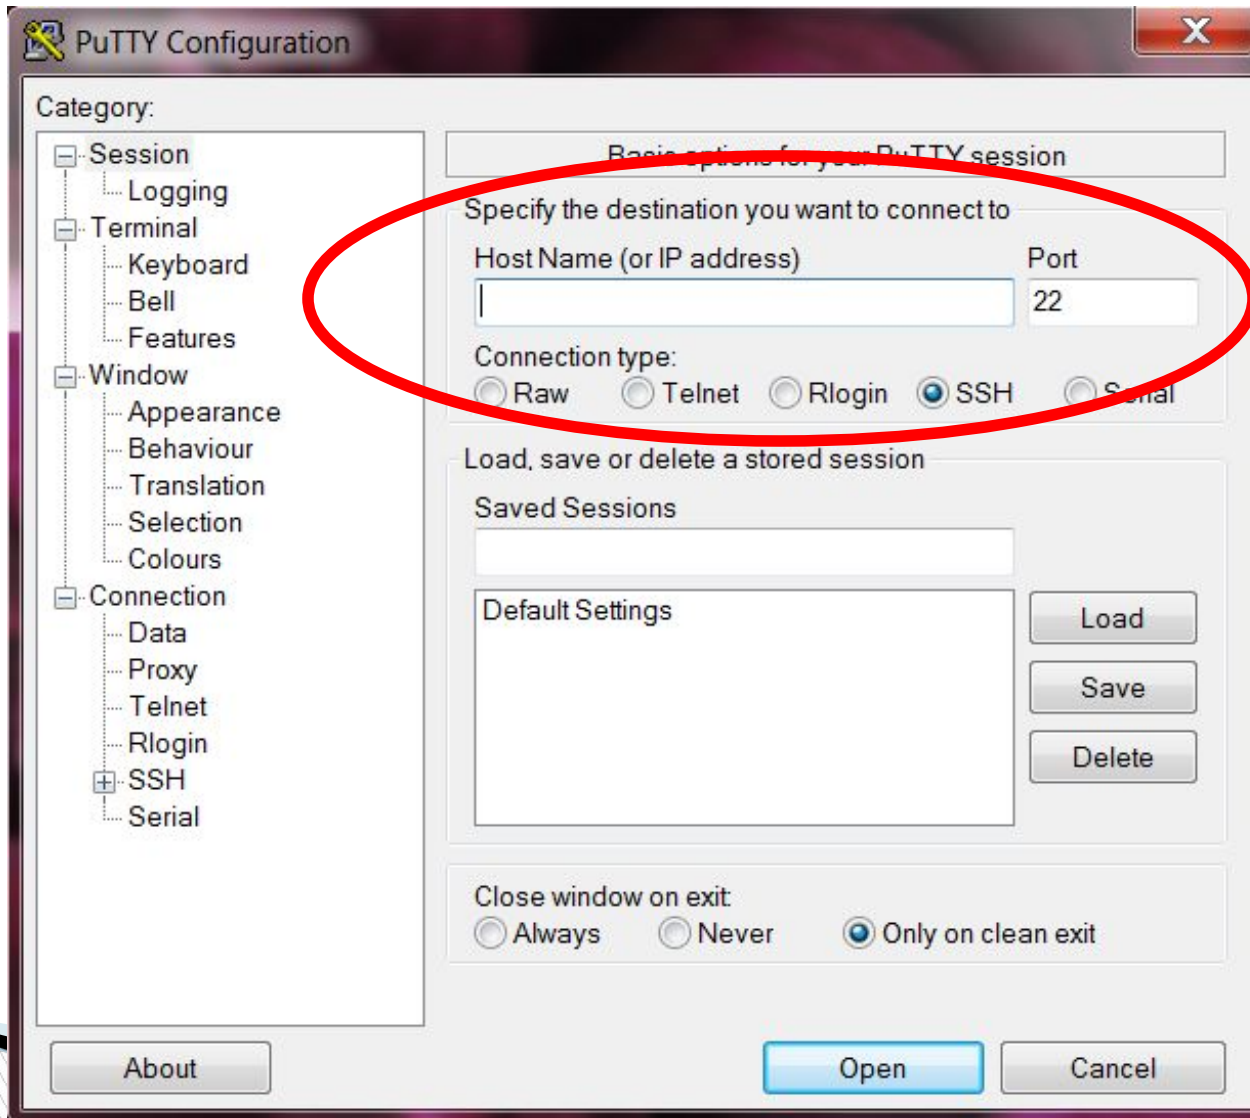 PuTTY Configuration
Category:
Session
Logging
Terminal
Keyboard
Bell
Features
Window
Appearance
Behaviour
Translation
Selection
Colours
Connection
Data
Proxy
Telnet
Rlogin
SSH
Serial
Basic options for your PuTTY session
Specify the destination you want to connect to
Host Name (or IP address) Port
22
Connection type:
Raw Telnet Rlogin SSH Serial
Load, save or delete a stored session
Saved Sessions
Default Settings
Load
Save
Delete
Close window on exit:
Always Never Only on clean exit
About Open Cancel